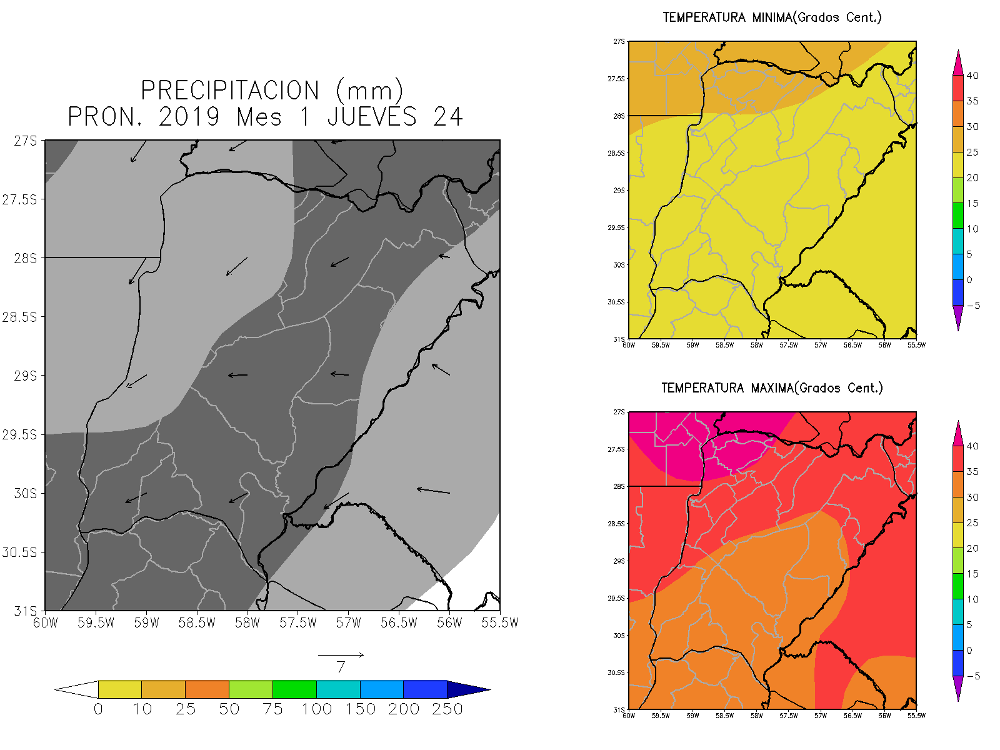 PRECIPITACION (mm)
PRON. 2019 Mes 1 JUEVES 24
27S
27.5S
28S
28.5S
29S
29.5S
30S
30.5S
31S
60W 59.5W 59W 58.5W 58W 57.5W 57W 56.5W 56W 55.5W
7
0 10 25 50 75 100 150 200 250
TEMPERATURA MINIMA(Grados Cent.)
27S
27.5S
28S
28.5S
29S
29.5S
30S
30.5S
31S
60W 59.5W 59W 58.5W 58W 57.5W 57W 56.5W 56W 55.5W
40
35
30
25
20
15
10
5
0
-5
TEMPERATURA MAXIMA(Grados Cent.)
27S
27.5S
28S
28.5S
29S
29.5S
30S
30.5S
31S
60W 59.5W 59W 58.5W 58W 57.5W 57W 56.5W 56W 55.5W
40
35
30
25
20
15
10
5
0
-5